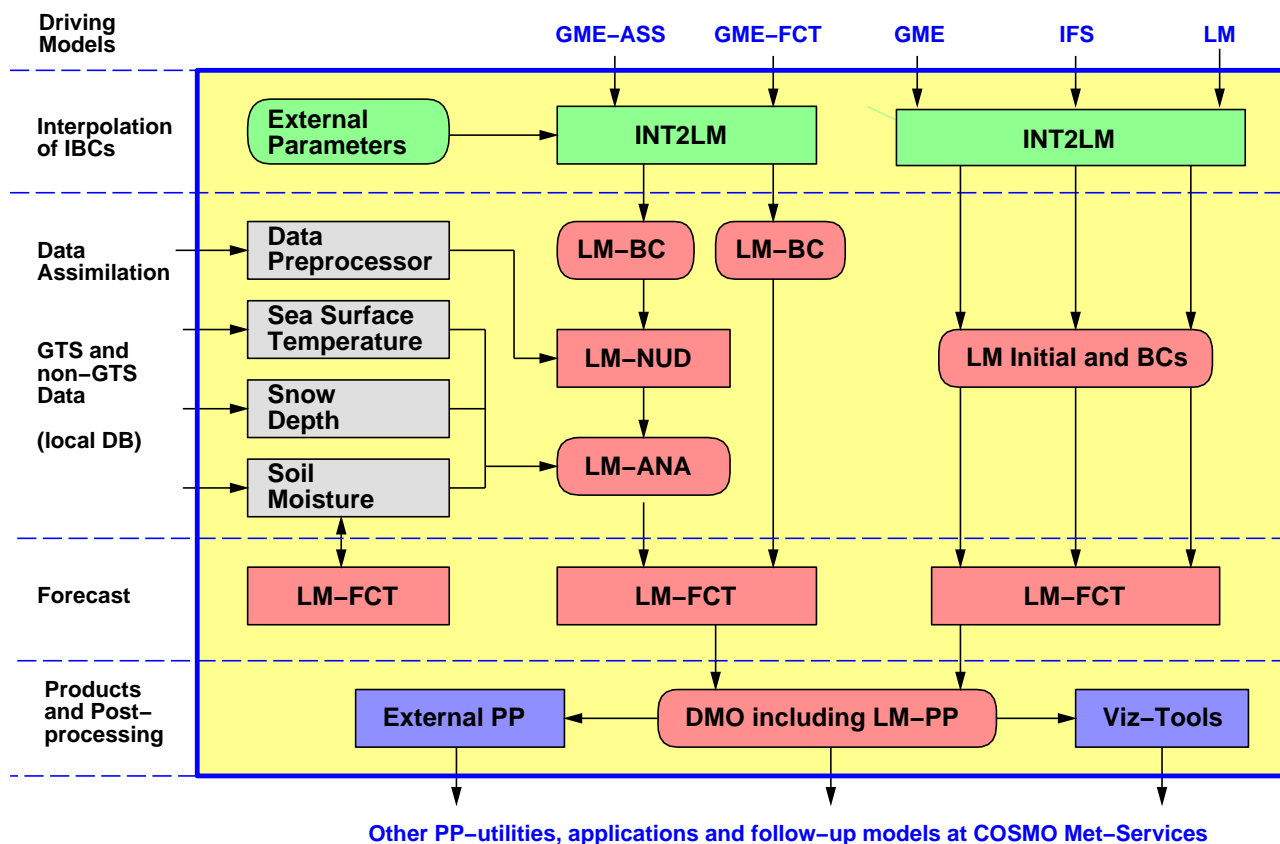 Driving
Models
GME–ASS
GME–FCT
GME
IFS
LM
Interpolation
of IBCs
External
Parameters
INT2LM
INT2LM
Data
Assimilation
Data
Preprocessor
LM–BC
LM–BC
Sea Surface
Temperature
GTS and
non–GTS
Data
(local DB)
LM–NUD
LM Initial and BCs
Snow
Depth
LM–ANA
Soil
Moisture
Forecast
LM–FCT
LM–FCT
LM–FCT
Products
and Post–
processing
External PP
DMO including LM–PP
Viz–Tools
Other PP–utilities, applications and follow–up models at COSMO Met–Services